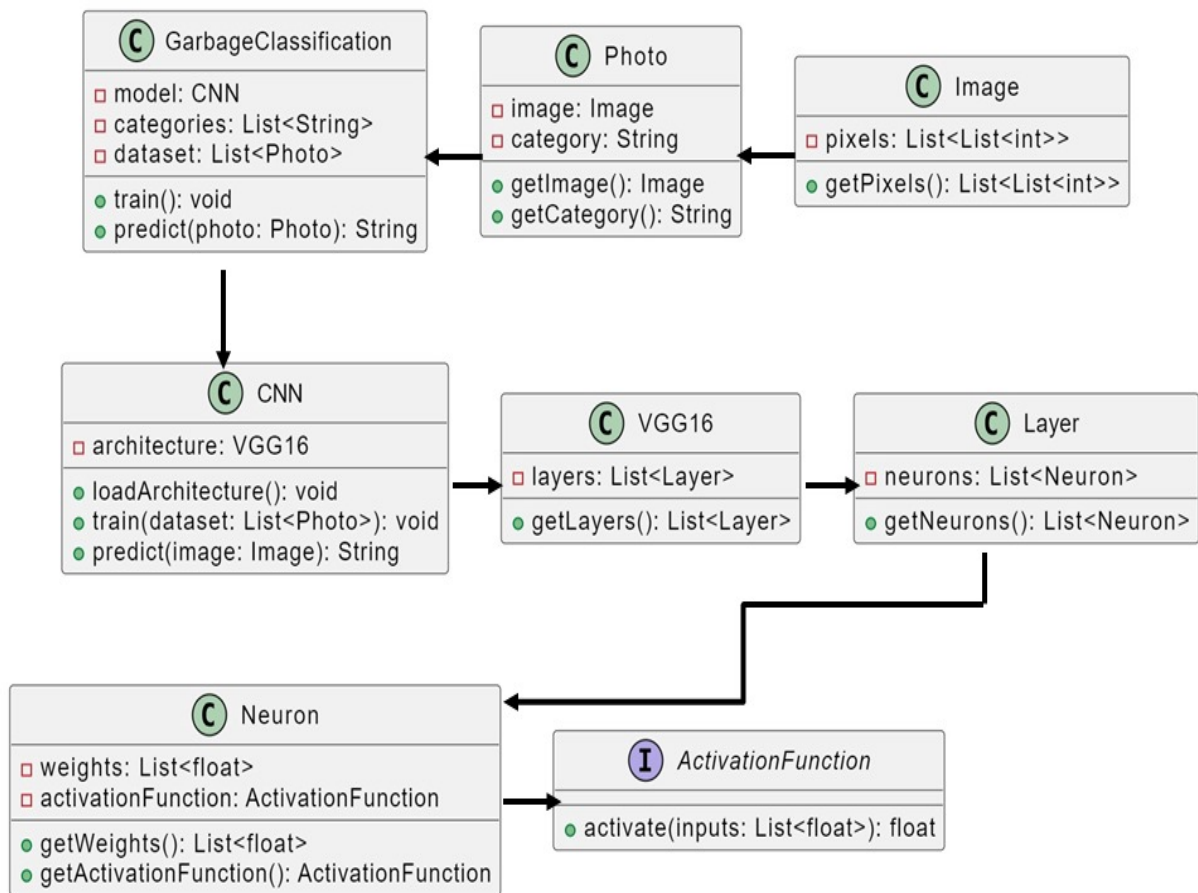 C GarbageClassification
model: CNN
categories: List<String>
dataset: List<Photo>
train(): void
predict(photo: Photo): String
C Photo
image: Image
category: String
getImage(): Image
getCategory(): String
C Image
pixels: List<List<int>>
getPixels(): List<List<int>>
C CNN
architecture: VGG16
loadArchitecture(): void
train(dataset: List<Photo>): void
predict(image: Image): String
C VGG16
layers: List<Layer>
getLayers(): List<Layer>
C Layer
neurons: List<Neuron>
getNeurons(): List<Neuron>
C Neuron
weights: List<float>
activationFunction: ActivationFunction
getWeights(): List<float>
getActivationFunction(): ActivationFunction
I ActivationFunction
activate(inputs: List<float>): float